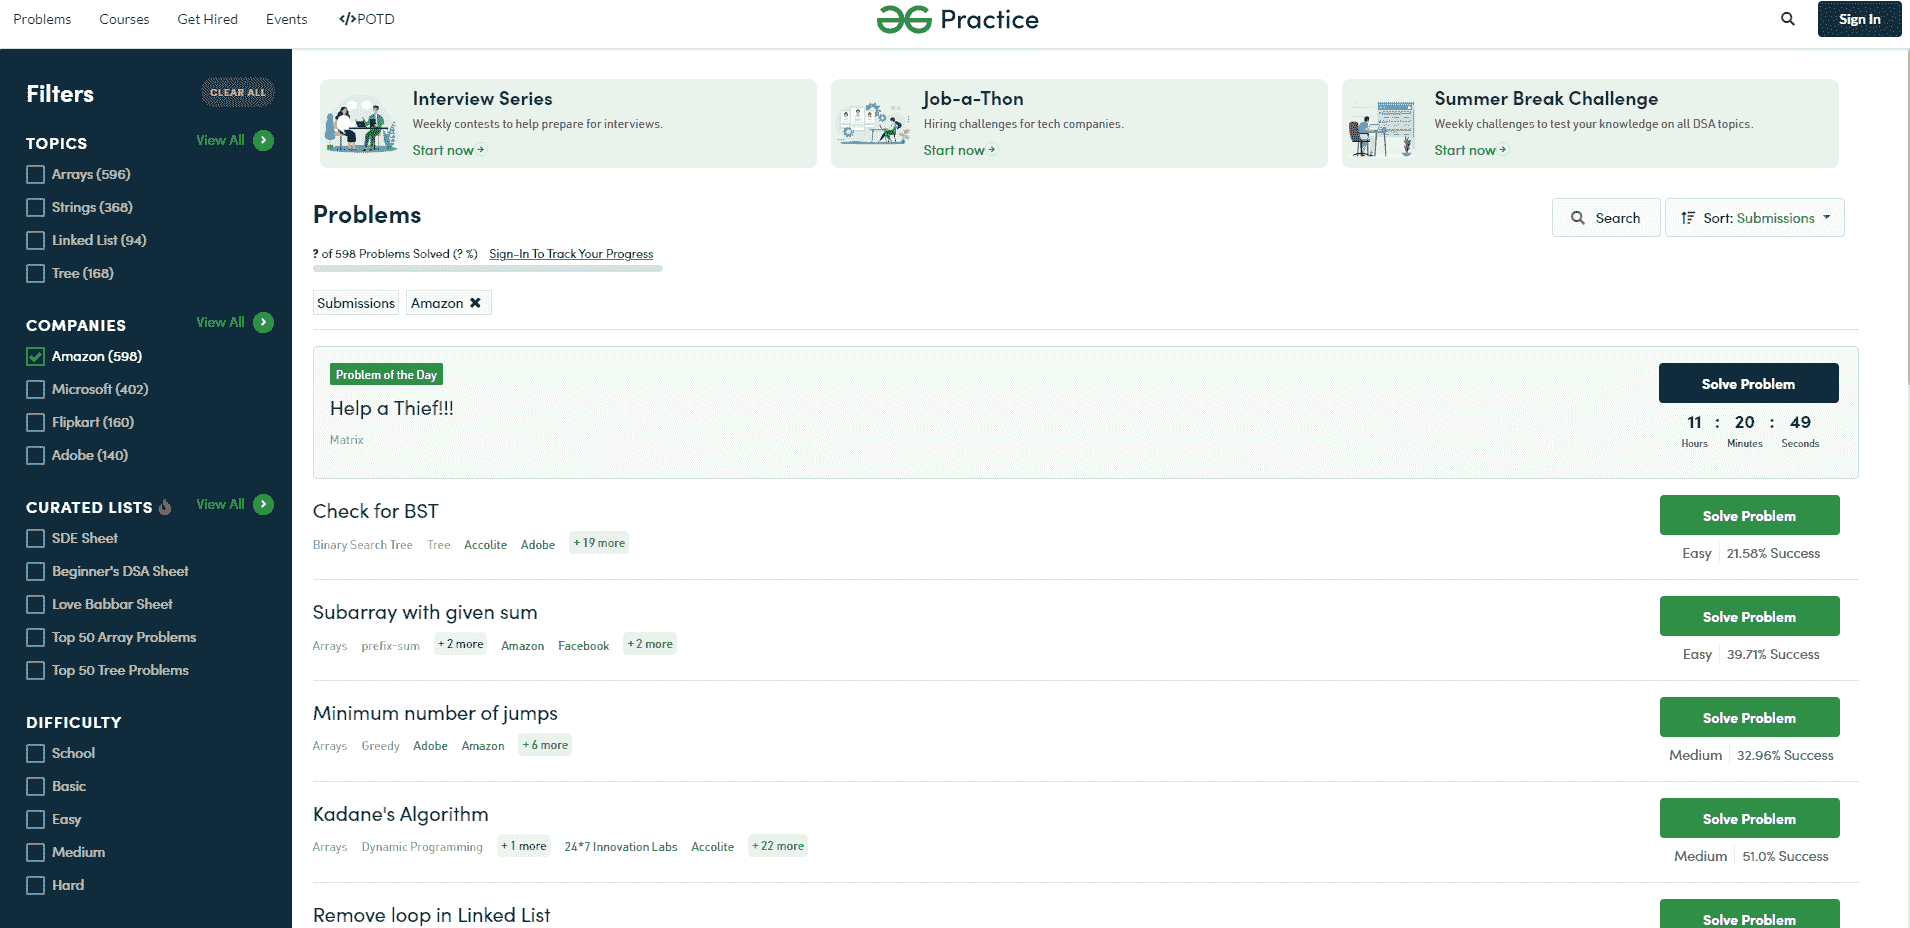 Problems Courses Get Hired Events </>POTD Practice Sign In
Filters CLEAR ALL
TOPICS View All
Arrays (596)
Strings (368)
Linked List (94)
Tree (168)
COMPANIES View All
Amazon (598)
Microsoft (402)
Flipkart (160)
Adobe (140)
CURATED LISTS View All
SDE Sheet
Beginner's DSA Sheet
Love Babbar Sheet
Top 50 Array Problems
Top 50 Tree Problems
DIFFICULTY
School
Basic
Easy
Medium
Hard
Interview Series
Weekly contests to help prepare for interviews.
Start now
Job-a-Thon
Hiring challenges for tech companies.
Start now
Summer Break Challenge
Weekly challenges to test your knowledge on all DSA topics.
Start now
Problems
Search Sort: Submissions
? of 598 Problems Solved (? %) Sign-In To Track Your Progress
Submissions Amazon
Problem of the Day
Help a Thief!!!
Matrix
Solve Problem
11 : 20 : 49
Hours Minutes Seconds
Check for BST
Binary Search Tree Tree Accolite Adobe + 19 more
Solve Problem
Easy 21.58% Success
Subarray with given sum
Arrays prefix-sum + 2 more Amazon Facebook + 2 more
Solve Problem
Easy 39.71% Success
Minimum number of jumps
Arrays Greedy Adobe Amazon + 6 more
Solve Problem
Medium 32.96% Success
Kadane's Algorithm
Arrays Dynamic Programming + 1 more 24*7 Innovation Labs Accolite + 22 more
Solve Problem
Medium 51.0% Success
Remove loop in Linked List
Solve Problem